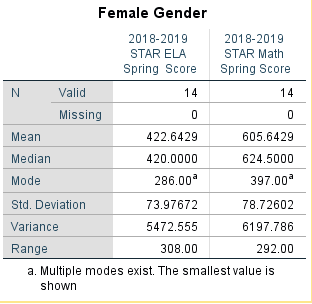 Female Gender
2018-2019 2018-2019
STAR ELA STAR Math
Spring Score Spring Score
N Valid 14 14
Missing 0 0
Mean 422.6429 605.6429
Median 420.0000 624.5000
Mode 286.00a 397.00a
Std. Deviation 73.97672 78.72602
Variance 5472.555 6197.786
Range 308.00 292.00
a. Multiple modes exist. The smallest value is
shown